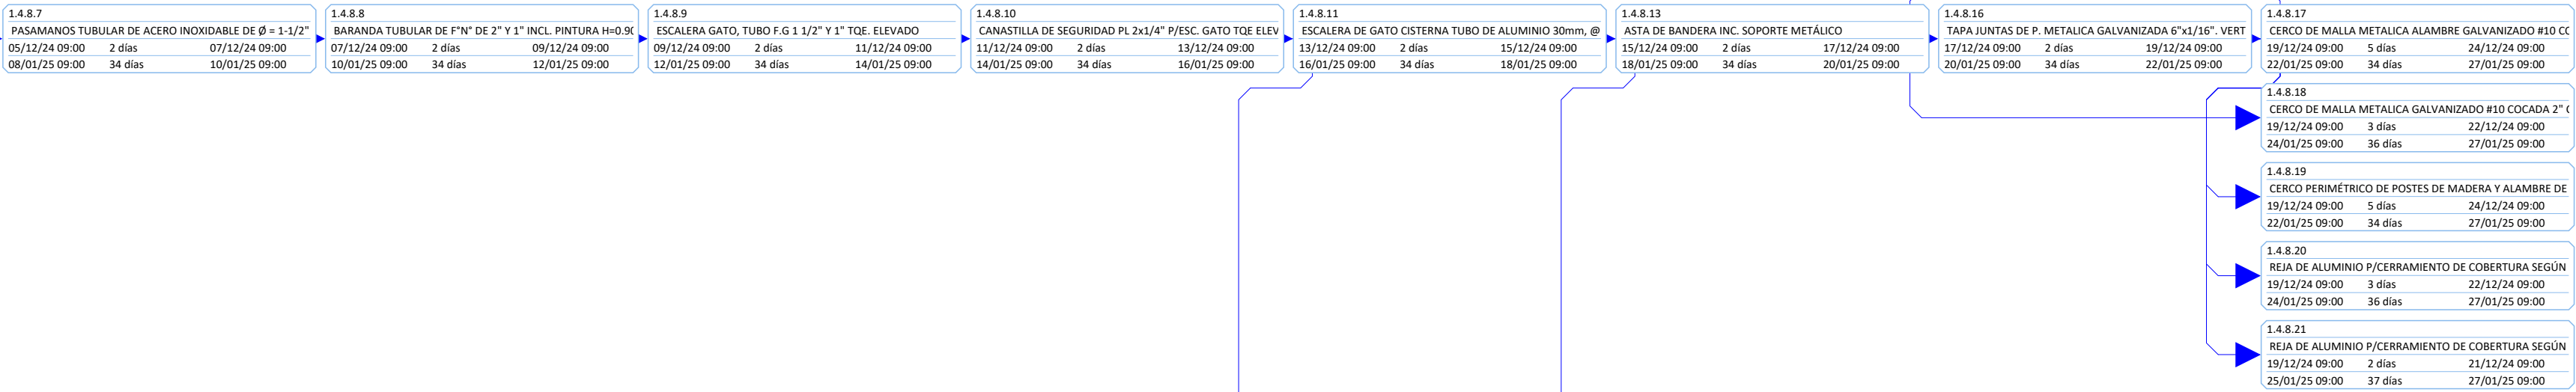 1.4.8.7
PASAMANOS TUBULAR DE ACERO INOXIDABLE DE Ø = 1-1/2"
05/12/24 09:00 2 días 07/12/24 09:00
08/01/25 09:00 34 días 10/01/25 09:00
1.4.8.8
BARANDA TUBULAR DE F°N° DE 2" Y 1" INCL. PINTURA H=0.90
07/12/24 09:00 2 días 09/12/24 09:00
10/01/25 09:00 34 días 12/01/25 09:00
1.4.8.9
ESCALERA GATO, TUBO F.G 1 1/2" Y 1" TQE. ELEVADO
09/12/24 09:00 2 días 11/12/24 09:00
12/01/25 09:00 34 días 14/01/25 09:00
1.4.8.10
CANASTILLA DE SEGURIDAD PL 2x1/4" P/ESC. GATO TQE ELEV
11/12/24 09:00 2 días 13/12/24 09:00
14/01/25 09:00 34 días 16/01/25 09:00
1.4.8.11
ESCALERA DE GATO CISTERNA TUBO DE ALUMINIO 30mm, @
13/12/24 09:00 2 días 15/12/24 09:00
16/01/25 09:00 34 días 18/01/25 09:00
1.4.8.13
ASTA DE BANDERA INC. SOPORTE METÁLICO
15/12/24 09:00 2 días 17/12/24 09:00
18/01/25 09:00 34 días 20/01/25 09:00
1.4.8.16
TAPA JUNTAS DE P. METALICA GALVANIZADA 6"x1/16". VERT
17/12/24 09:00 2 días 19/12/24 09:00
20/01/25 09:00 34 días 22/01/25 09:00
1.4.8.17
CERCO DE MALLA METALICA ALAMBRE GALVANIZADO #10 CO
19/12/24 09:00 5 días 24/12/24 09:00
22/01/25 09:00 34 días 27/01/25 09:00
1.4.8.18
CERCO DE MALLA METALICA GALVANIZADO #10 COCADA 2" C
19/12/24 09:00 3 días 22/12/24 09:00
24/01/25 09:00 36 días 27/01/25 09:00
1.4.8.19
CERCO PERIMÉTRICO DE POSTES DE MADERA Y ALAMBRE DE
19/12/24 09:00 5 días 24/12/24 09:00
22/01/25 09:00 34 días 27/01/25 09:00
1.4.8.20
REJA DE ALUMINIO P/CERRAMIENTO DE COBERTURA SEGÚN
19/12/24 09:00 3 días 22/12/24 09:00
24/01/25 09:00 36 días 27/01/25 09:00
1.4.8.21
REJA DE ALUMINIO P/CERRAMIENTO DE COBERTURA SEGÚN
19/12/24 09:00 2 días 21/12/24 09:00
25/01/25 09:00 37 días 27/01/25 09:00